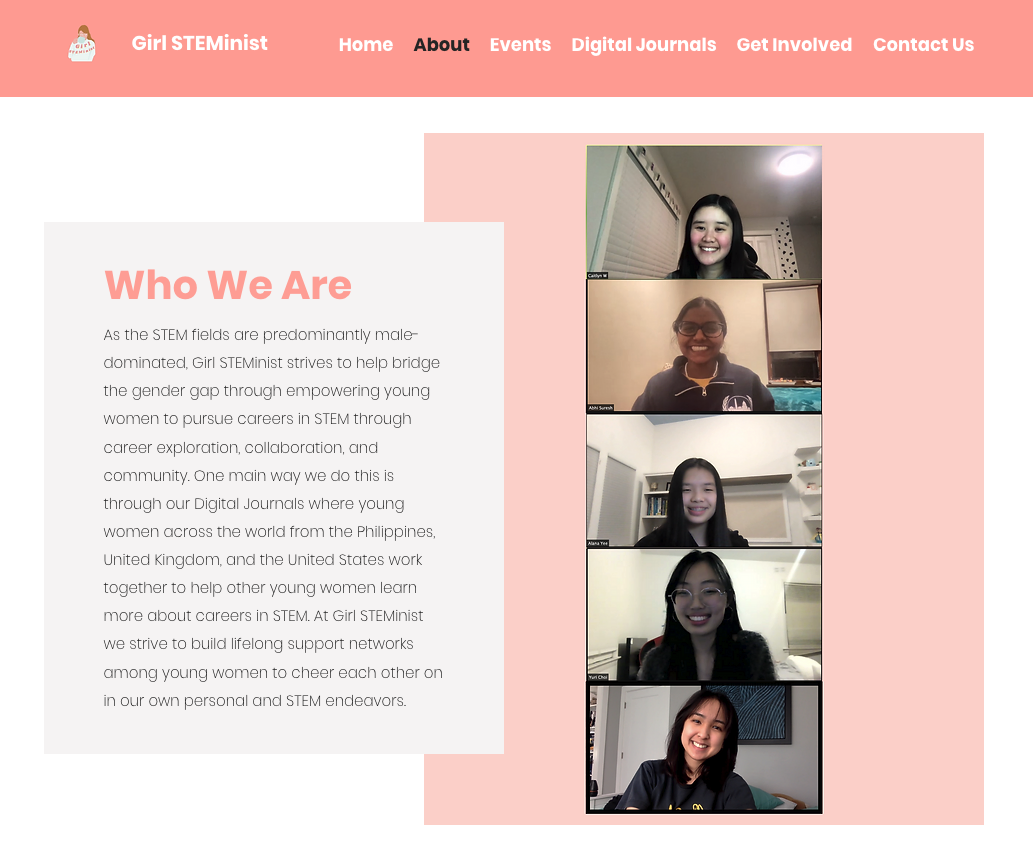 Girl STEMinist
Home About Events Digital Journals Get Involved Contact Us
Who We Are
As the STEM fields are predominantly male-
dominated, Girl STEMinist strives to help bridge
the gender gap through empowering young
women to pursue careers in STEM through
career exploration, collaboration, and
community. One main way we do this is
through our Digital Journals where young
women across the world from the Philippines,
United Kingdom, and the United States work
together to help other young women learn
more about careers in STEM. At Girl STEMinist
we strive to build lifelong support networks
among young women to cheer each other on
in our own personal and STEM endeavors.
Caitlyn W
Abhi Suresh
Alana Yee
Yuri Choi